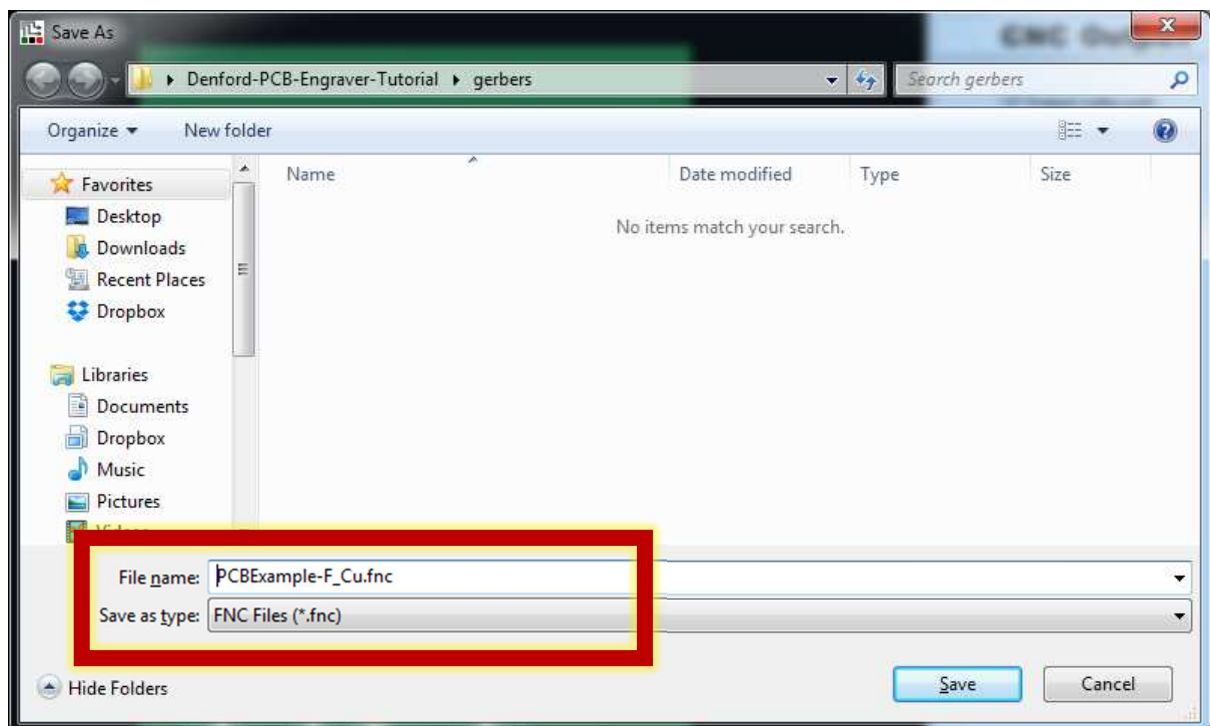 Save As
CNC Out
Denford-PCB-Engraver-Tutorial gerbers
Search gerbers
Organize New folder
Name Date modified Type Size
Favorites
Desktop
Downloads
Recent Places
Dropbox
No items match your search.
Libraries
Documents
Dropbox
Music
Pictures
File name: PCBExample-F_Cu.fnc
Save as type: FNC Files (*.fnc)
Hide Folders
Save Cancel